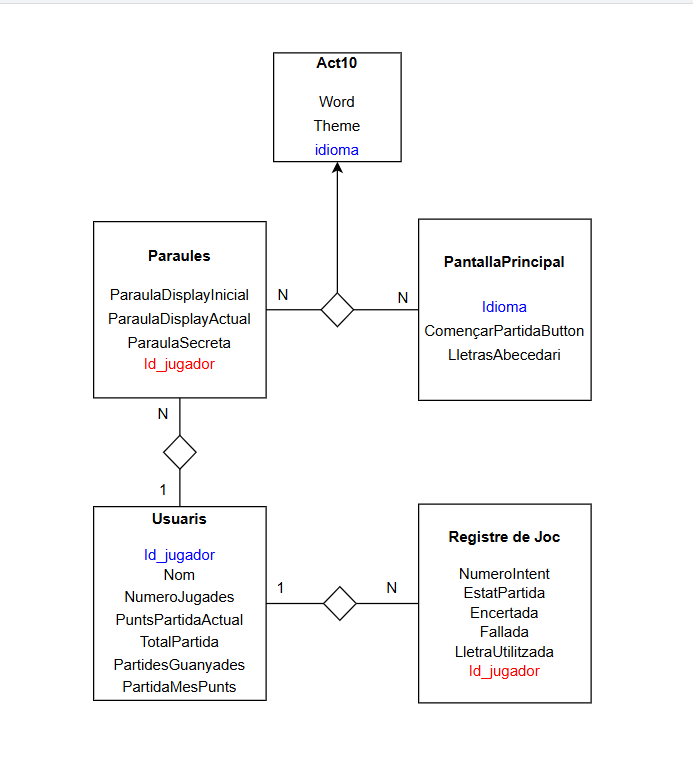 Act10
Word
Theme
idioma
Paraules
ParaulaDisplayInicial
ParaulaDisplayActual
ParaulaSecreta
Id_jugador
N
N
PantallaPrincipal
Idioma
ComençarPartidaButton
LletrasAbecedari
N
1
Usuaris
Id_jugador
Nom
NumeroJugades
PuntsPartidaActual
TotalPartida
PartidesGuanyades
PartidaMesPunts
1
N
Registre de Joc
NumeroIntent
EstatPartida
Encertada
Fallada
LletraUtilitzada
Id_jugador